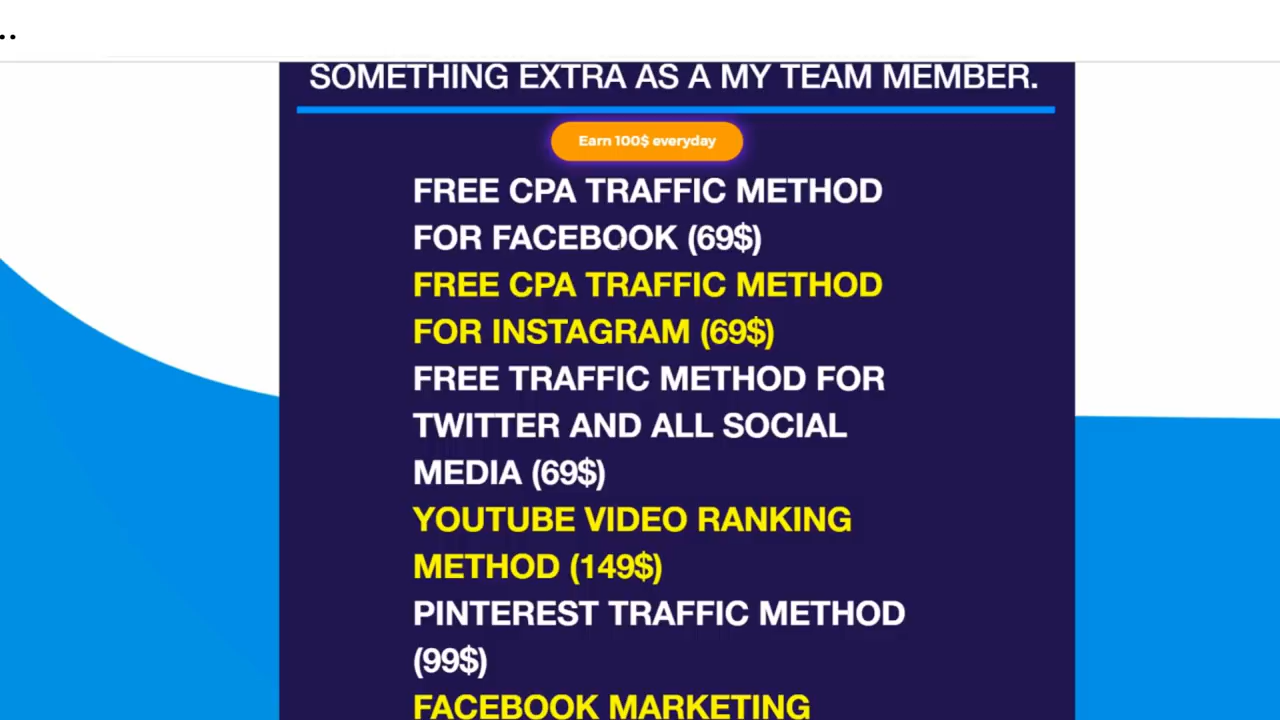 SOMETHING EXTRA AS A MY TEAM MEMBER.
Earn 100$ everyday
FREE CPA TRAFFIC METHOD
FOR FACEBOOK (69$)
FREE CPA TRAFFIC METHOD
FOR INSTAGRAM (69$)
FREE TRAFFIC METHOD FOR
TWITTER AND ALL SOCIAL
MEDIA (69$)
YOUTUBE VIDEO RANKING
METHOD (149$)
PINTEREST TRAFFIC METHOD
(99$)
FACEBOOK MARKETING